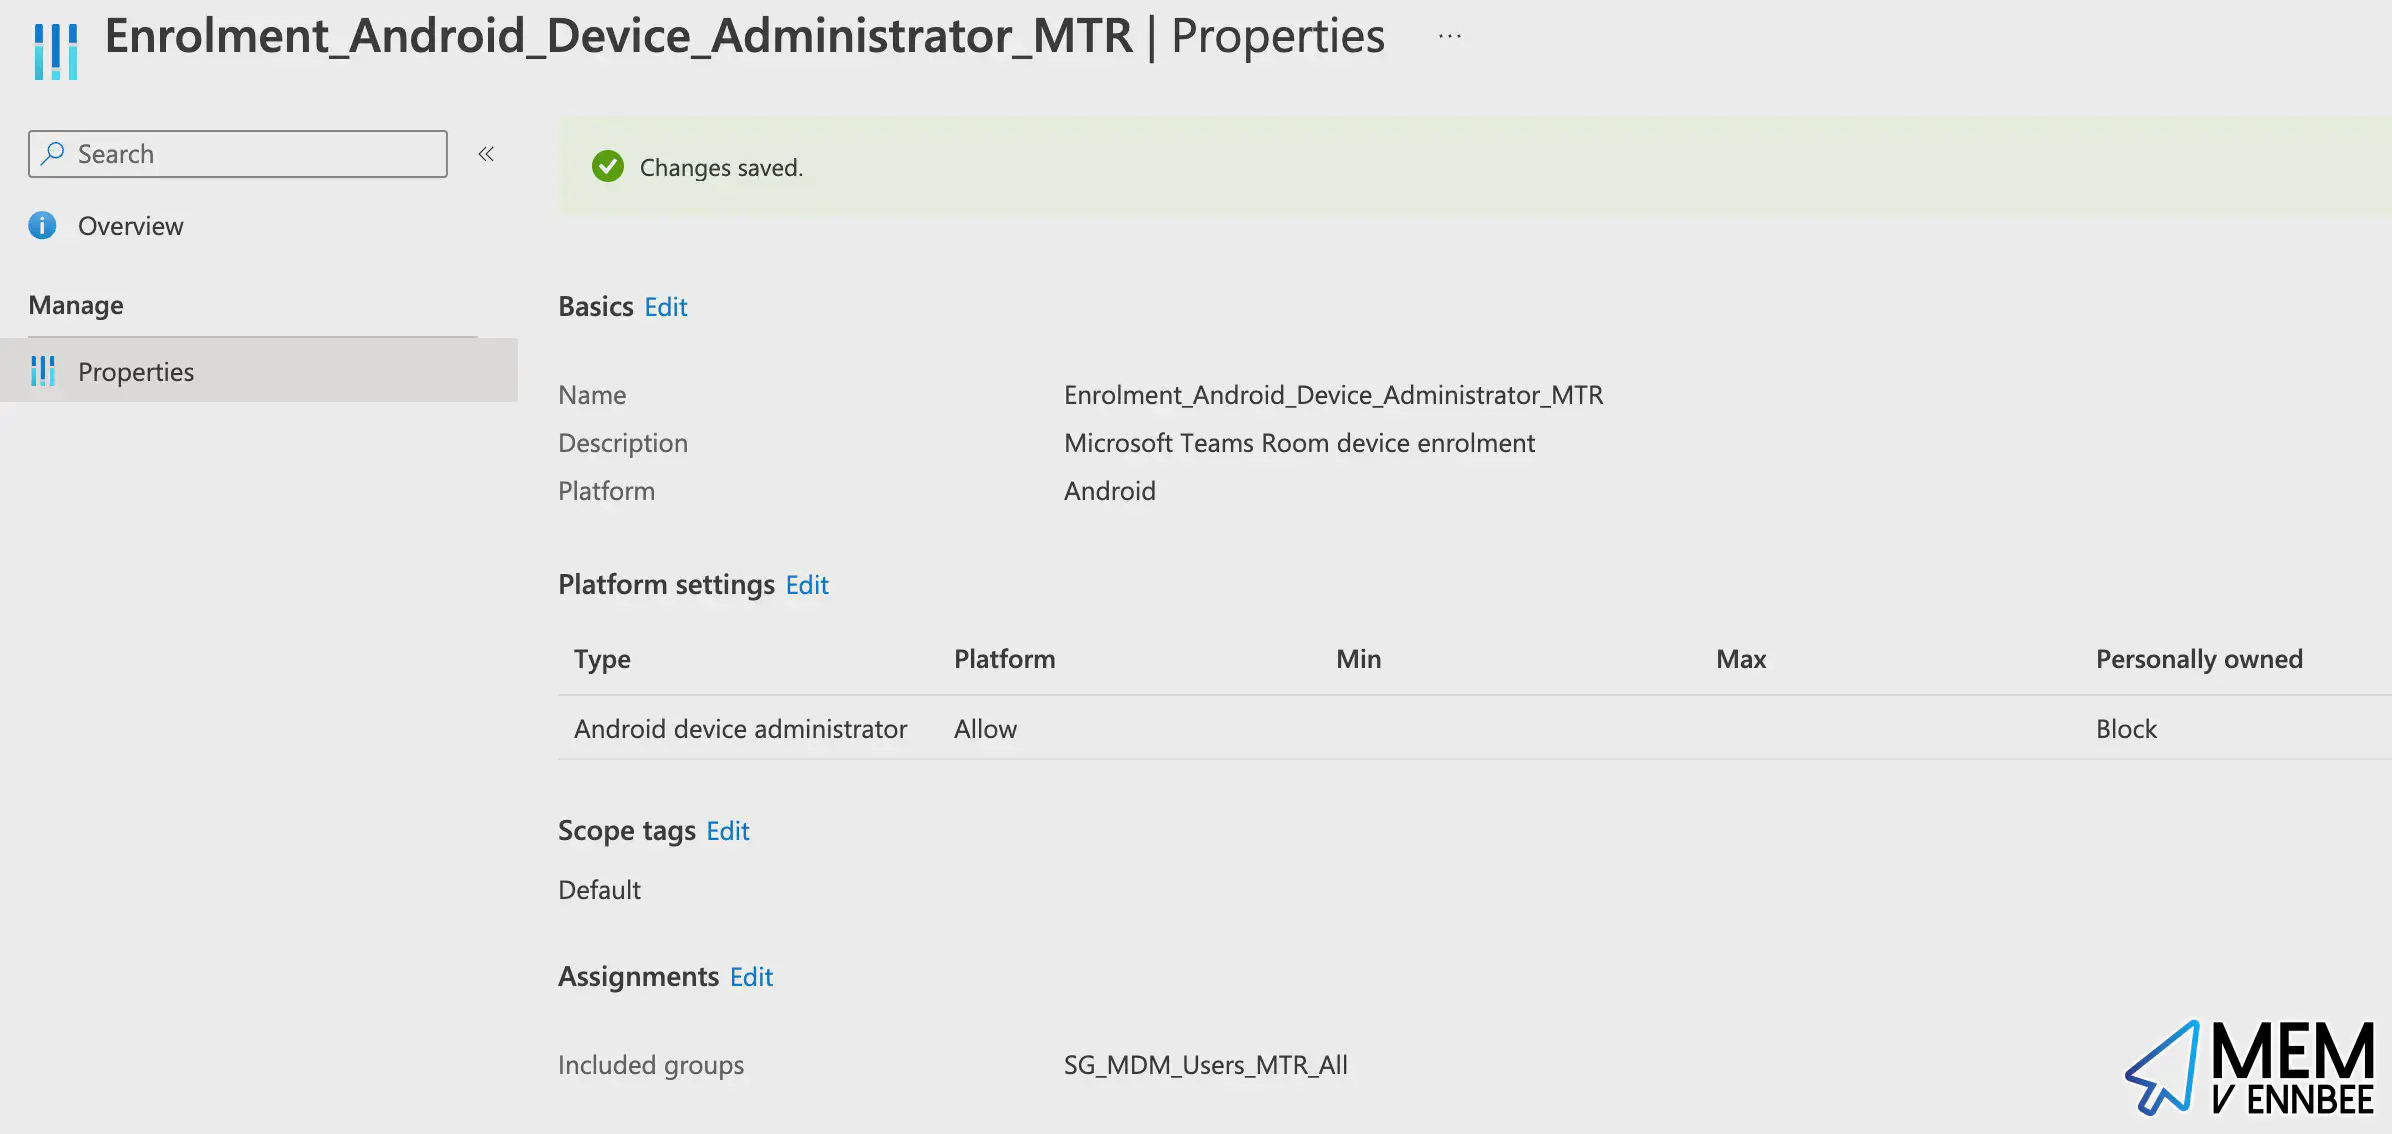 Enrolment_Android_Device_Administrator_MTR | Properties ...
Search «
Changes saved.
Overview
Manage
Properties
Basics Edit
Name Enrolment_Android_Device_Administrator_MTR
Description Microsoft Teams Room device enrolment
Platform Android
Platform settings Edit
Type Platform Min Max Personally owned
Android device administrator Allow Block
Scope tags Edit
Default
Assignments Edit
Included groups SG_MDM_Users_MTR_All
MEM
V ENNBEE